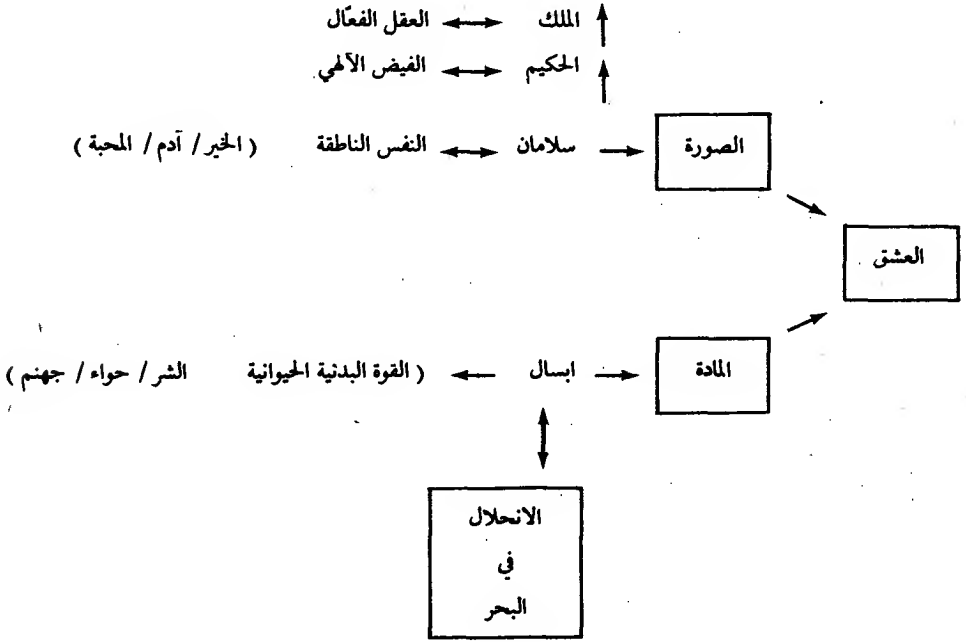 الملك العقل الفعّال
الحكيم الفيض الآلهي
الصورة سلامان النفس الناطقة ( الخير / آدم / المحبة )
العشق
المادة ابسال ( القوة البدنية الحيوانية الشر / حواء / جهنم )
الانحلال
في
البحر